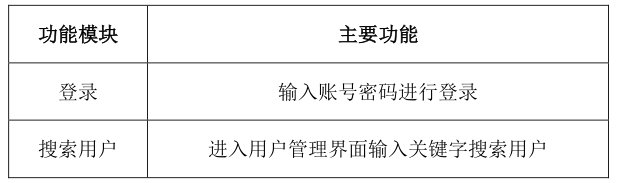 功能模块 主要功能
登录 输入账号密码进行登录
搜索用户 进入用户管理界面输入关键字搜索用户